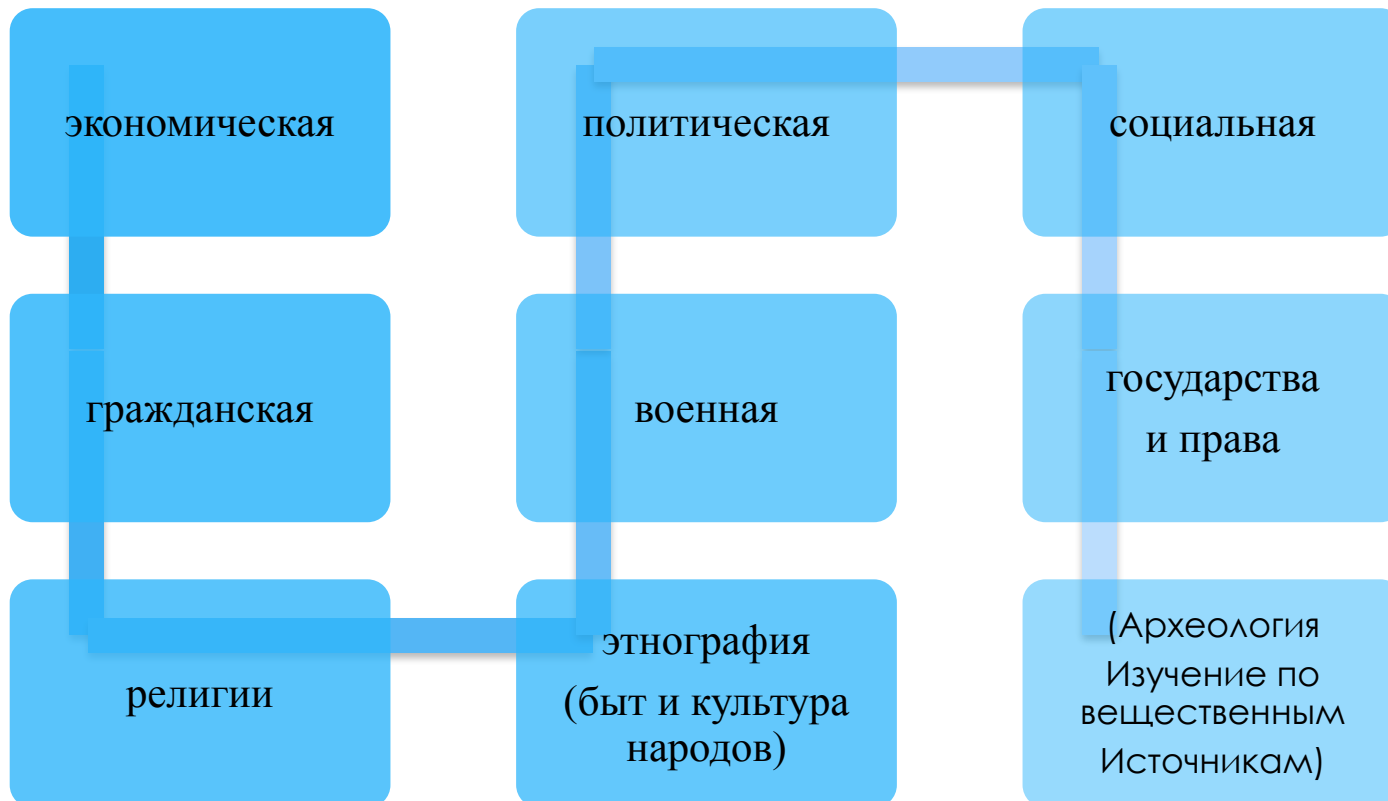 экономическая
политическая
социальная
гражданская
военная
государства
и права
религии
этнография
(быт и культура
народов)
(Археология
Изучение по
вещественным
Источникам)